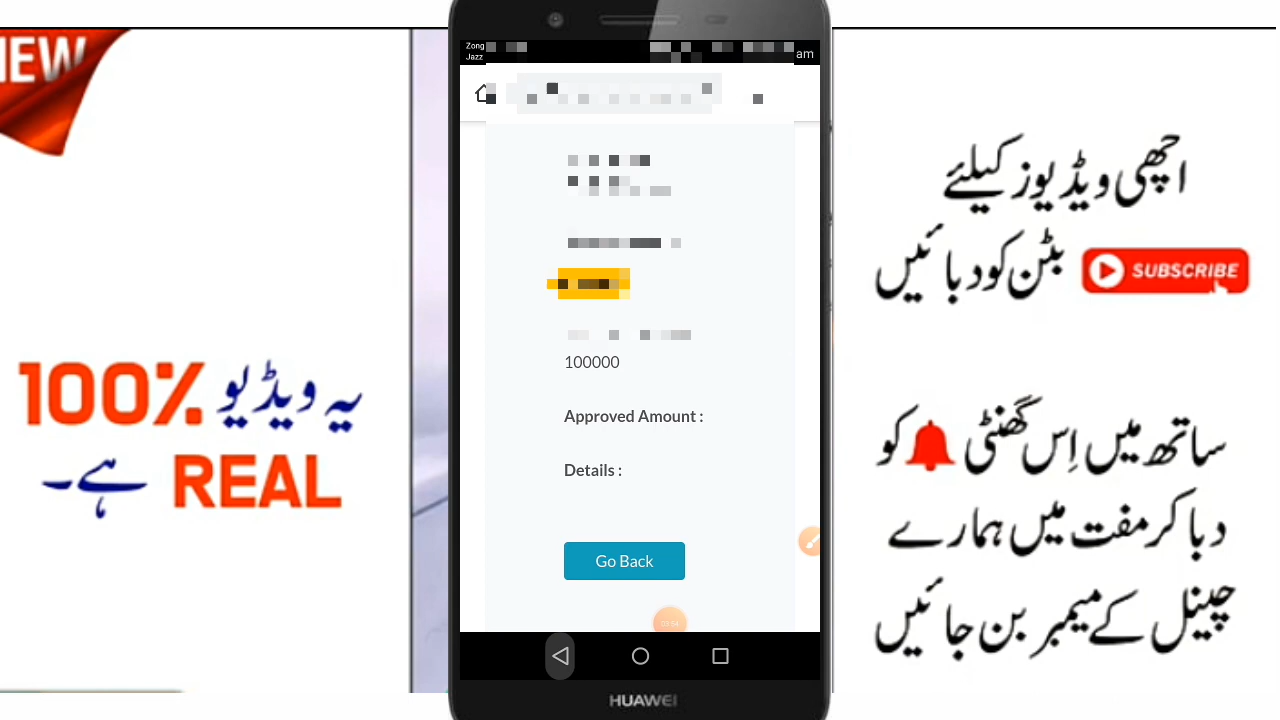 NEW
یہ ویڈیو 100%
REAL ہے۔
Zong
Jazz
am
100000
Approved Amount :
Details :
Go Back
HUAWEI
اچھی ویڈیوز کیلئے
بٹن کو دبائیں SUBSCRIBE
ساتھ میں اِس گھنٹی کو
دبا کر مفت میں ہمارے
چینل کے میمبر بن جائیں